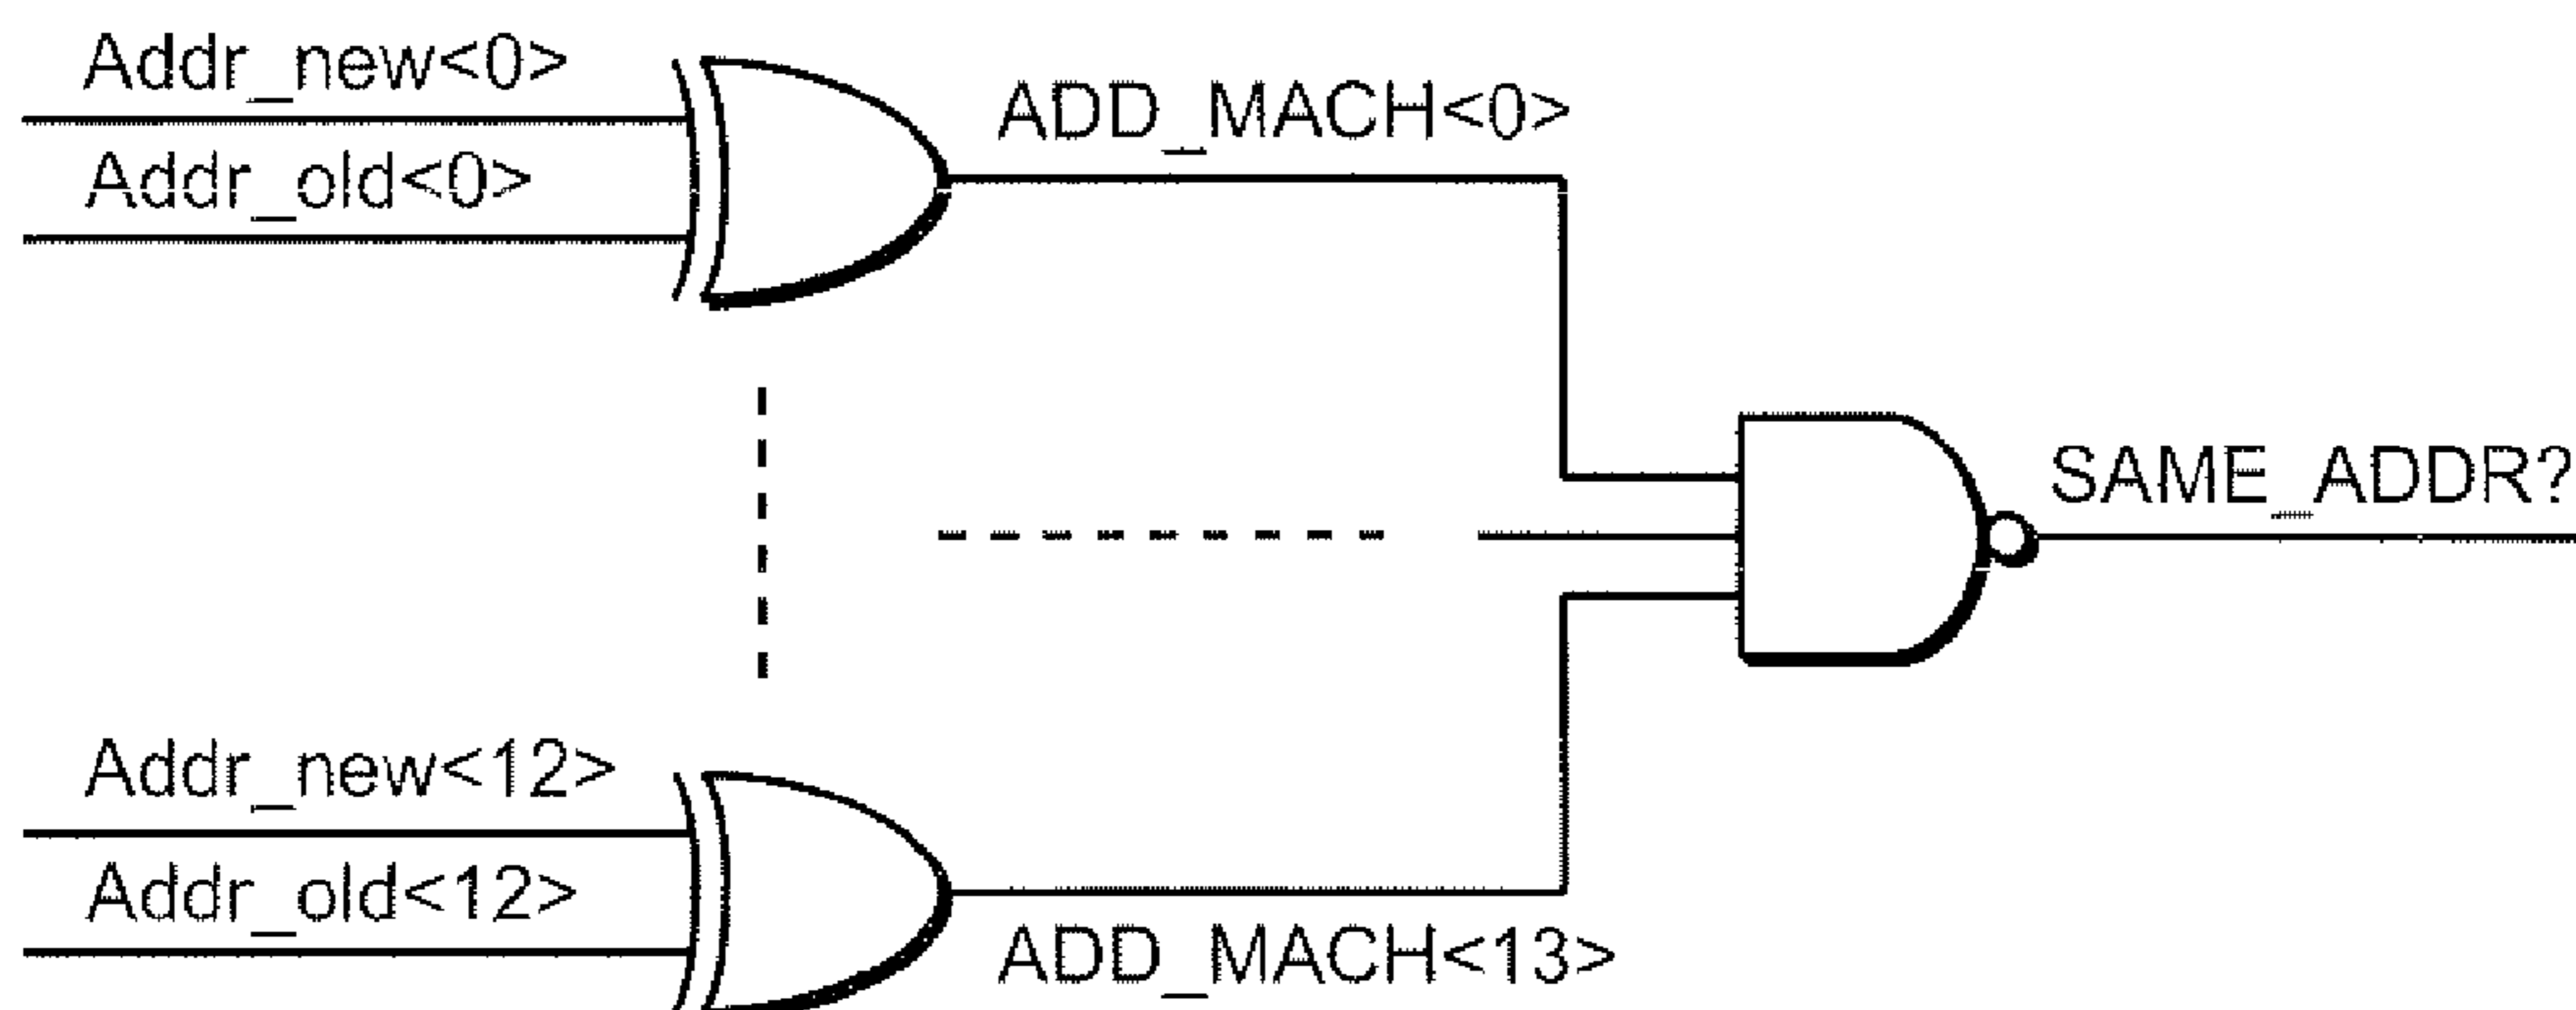 Addr_new<0>
Addr_old<0>
ADD_MACH<0>
SAME_ADDR?
Addr_new<12>
Addr_old<12>
ADD_MACH<13>